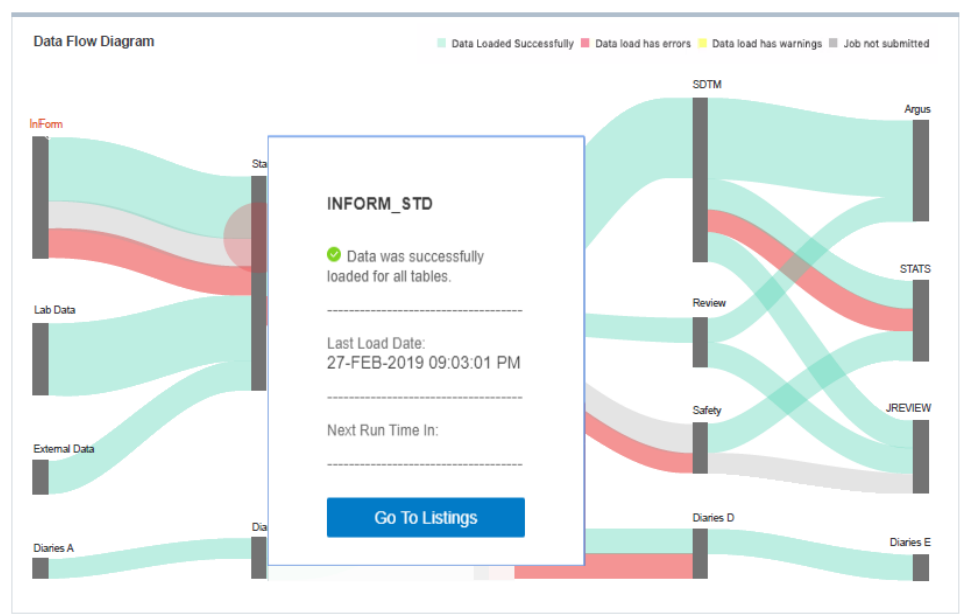 Data Flow Diagram
Data Loaded Successfully Data load has errors Data load has warnings Job not submitted
SDTM
Argus
InForm
Sta
INFORM_STD
Data was successfully
loaded for all tables.
-----------------------------------
STATS
Lab Data
Review
Last Load Date:
27-FEB-2019 09:03:01 PM
-----------------------------------
Safety
JREVIEW
Next Run Time In:
External Data
-----------------------------------
Go To Listings
Dia
Diaries D
Diaries A
Diaries E